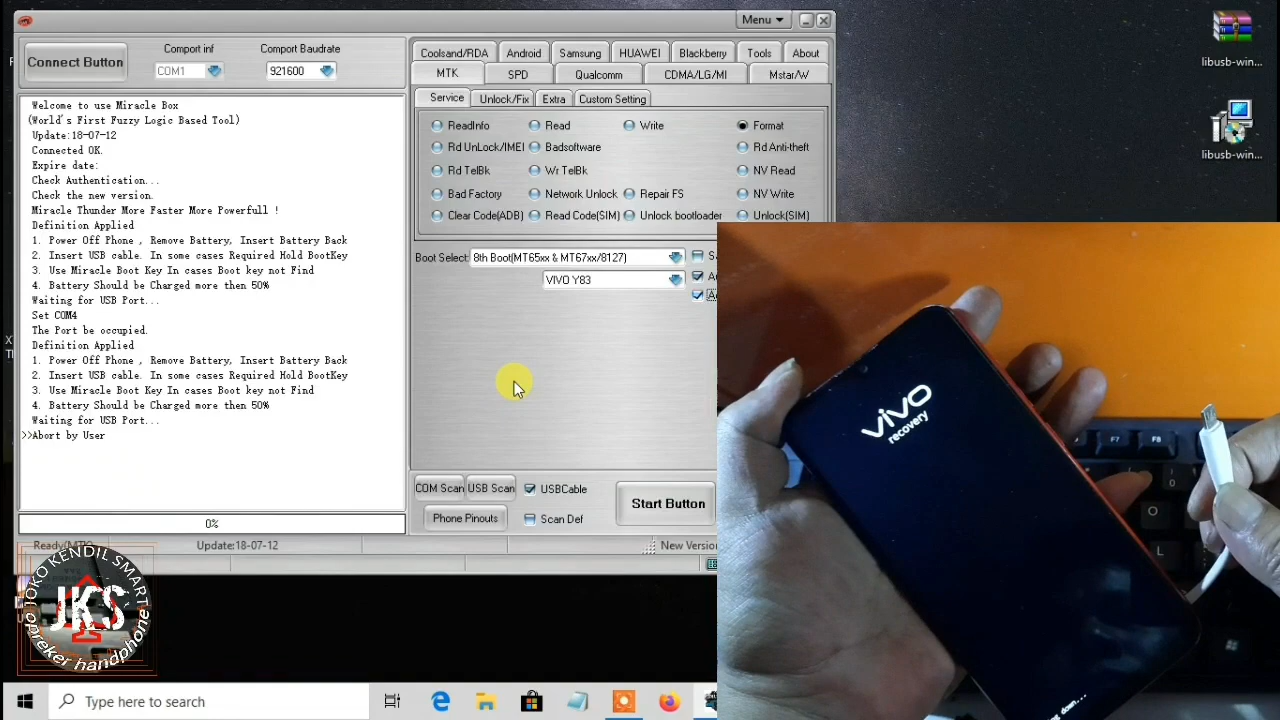 Menu
Connect Button
Comport inf
Comport Baudrate
COM1
921600
Welcome to use Miracle Box
(World's First Fuzzy Logic Based Tool)
Update:18-07-12
Connected OK.
Expire date:
Check Authentication...
Check the new version.
Miracle Thunder More Faster More Powerfull !
Definition Applied
1. Power Off Phone , Remove Battery, Insert Battery Back
2. Insert USB cable. In some cases Required Hold BootKey
3. Use Miracle Boot Key In cases Boot key not Find
4. Battery Should be Charged more then 50%
Waiting for USB Port...
Set COM4
The Port be occupied.
Definition Applied
1. Power Off Phone , Remove Battery, Insert Battery Back
2. Insert USB cable. In some cases Required Hold BootKey
3. Use Miracle Boot Key In cases Boot key not Find
4. Battery Should be Charged more then 50%
Waiting for USB Port...
>>Abort by User
0%
Update:18-07-12
Coolsand/RDA Android Samsung HUAWEI Blackberry Tools About
MTK SPD Qualcomm CDMA/LG/MI Mstar/W
Service Unlock/Fix Extra Custom Setting
ReadInfo Read Write Format
Rd UnLock/IMEI Badsoftware Rd Anti-theft
Rd TelBk Wr TelBk NV Read
Bad Factory Network Unlock Repair FS NV Write
Clear Code(ADB) Read Code(SIM) Unlock bootloader Unlock(SIM)
Boot Select: 8th Boot(MT65xx & MT67xx/8127)
VIVO Y83
COM Scan USB Scan USBCable
Phone Pinouts Scan Def
Start Button
New Versio
libusb-win...
libusb-win...
vivo
recovery
down...
F7 F8
O
L
JOKO KENDIL SMART
JKS
jopreker handphone
Type here to search